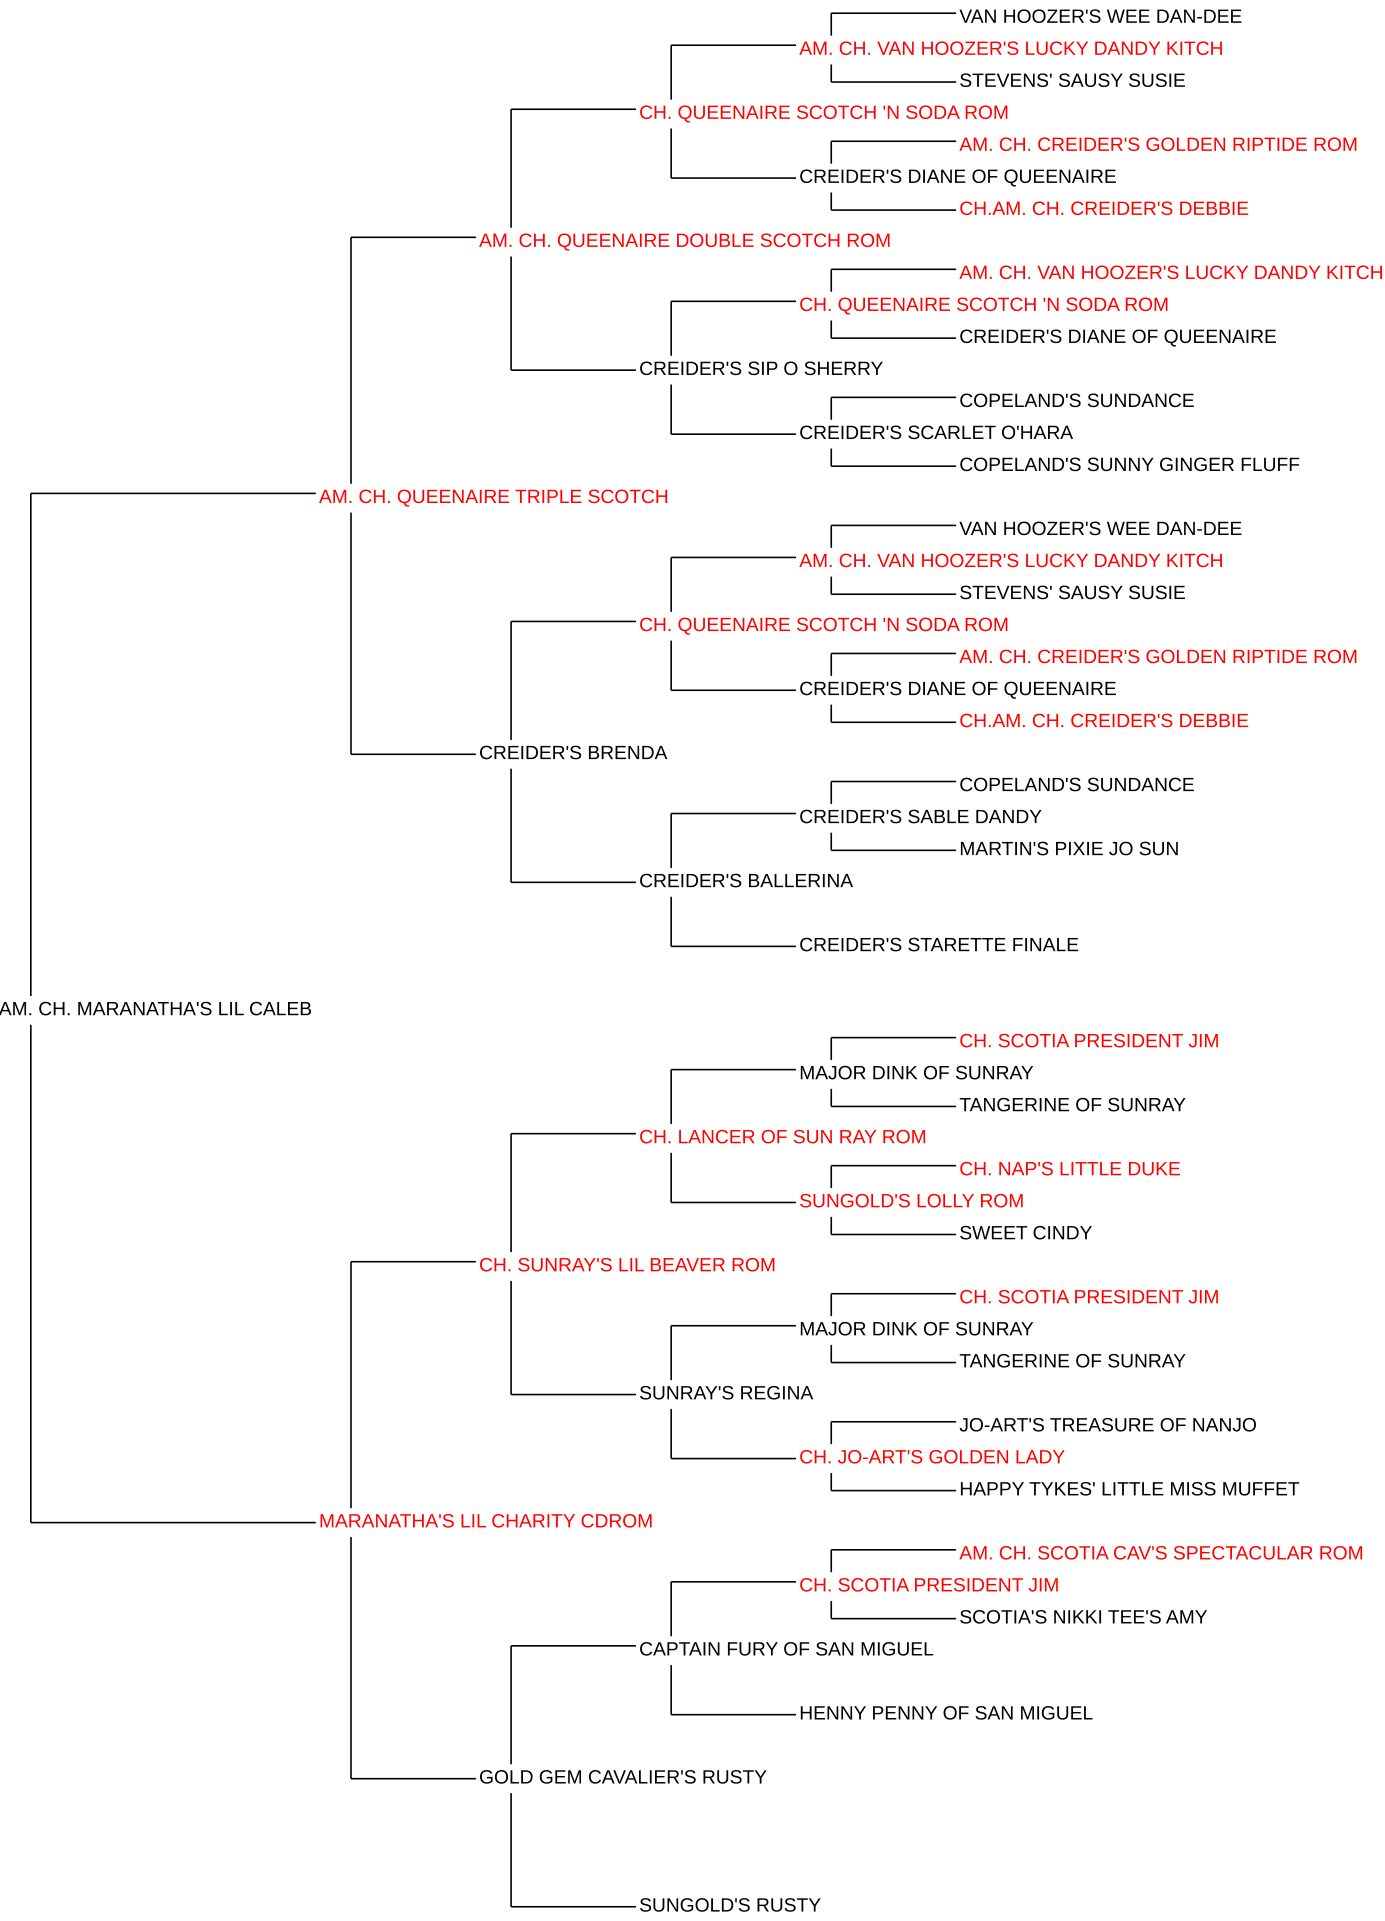 VAN HOOZER'S WEE DAN-DEE
AM. CH. VAN HOOZER'S LUCKY DANDY KITCH
STEVENS' SAUSY SUSIE
CH. QUEENAIRE SCOTCH 'N SODA ROM
AM. CH. CREIDER'S GOLDEN RIPTIDE ROM
CREIDER'S DIANE OF QUEENAIRE
CH.AM. CH. CREIDER'S DEBBIE
AM. CH. QUEENAIRE DOUBLE SCOTCH ROM
AM. CH. VAN HOOZER'S LUCKY DANDY KITCH
CH. QUEENAIRE SCOTCH 'N SODA ROM
CREIDER'S DIANE OF QUEENAIRE
CREIDER'S SIP O SHERRY
COPELAND'S SUNDANCE
CREIDER'S SCARLET O'HARA
COPELAND'S SUNNY GINGER FLUFF
AM. CH. QUEENAIRE TRIPLE SCOTCH
VAN HOOZER'S WEE DAN-DEE
AM. CH. VAN HOOZER'S LUCKY DANDY KITCH
STEVENS' SAUSY SUSIE
CH. QUEENAIRE SCOTCH 'N SODA ROM
AM. CH. CREIDER'S GOLDEN RIPTIDE ROM
CREIDER'S DIANE OF QUEENAIRE
CH.AM. CH. CREIDER'S DEBBIE
CREIDER'S BRENDA
COPELAND'S SUNDANCE
CREIDER'S SABLE DANDY
MARTIN'S PIXIE JO SUN
CREIDER'S BALLERINA
CREIDER'S STARETTE FINALE
AM. CH. MARANATHA'S LIL CALEB
CH. SCOTIA PRESIDENT JIM
MAJOR DINK OF SUNRAY
TANGERINE OF SUNRAY
CH. LANCER OF SUN RAY ROM
CH. NAP'S LITTLE DUKE
SUNGOLD'S LOLLY ROM
SWEET CINDY
CH. SUNRAY'S LIL BEAVER ROM
CH. SCOTIA PRESIDENT JIM
MAJOR DINK OF SUNRAY
TANGERINE OF SUNRAY
SUNRAY'S REGINA
JO-ART'S TREASURE OF NANJO
CH. JO-ART'S GOLDEN LADY
HAPPY TYKES' LITTLE MISS MUFFET
MARANATHA'S LIL CHARITY CDROM
AM. CH. SCOTIA CAV'S SPECTACULAR ROM
CH. SCOTIA PRESIDENT JIM
SCOTIA'S NIKKI TEE'S AMY
CAPTAIN FURY OF SAN MIGUEL
HENNY PENNY OF SAN MIGUEL
GOLD GEM CAVALIER'S RUSTY
SUNGOLD'S RUSTY